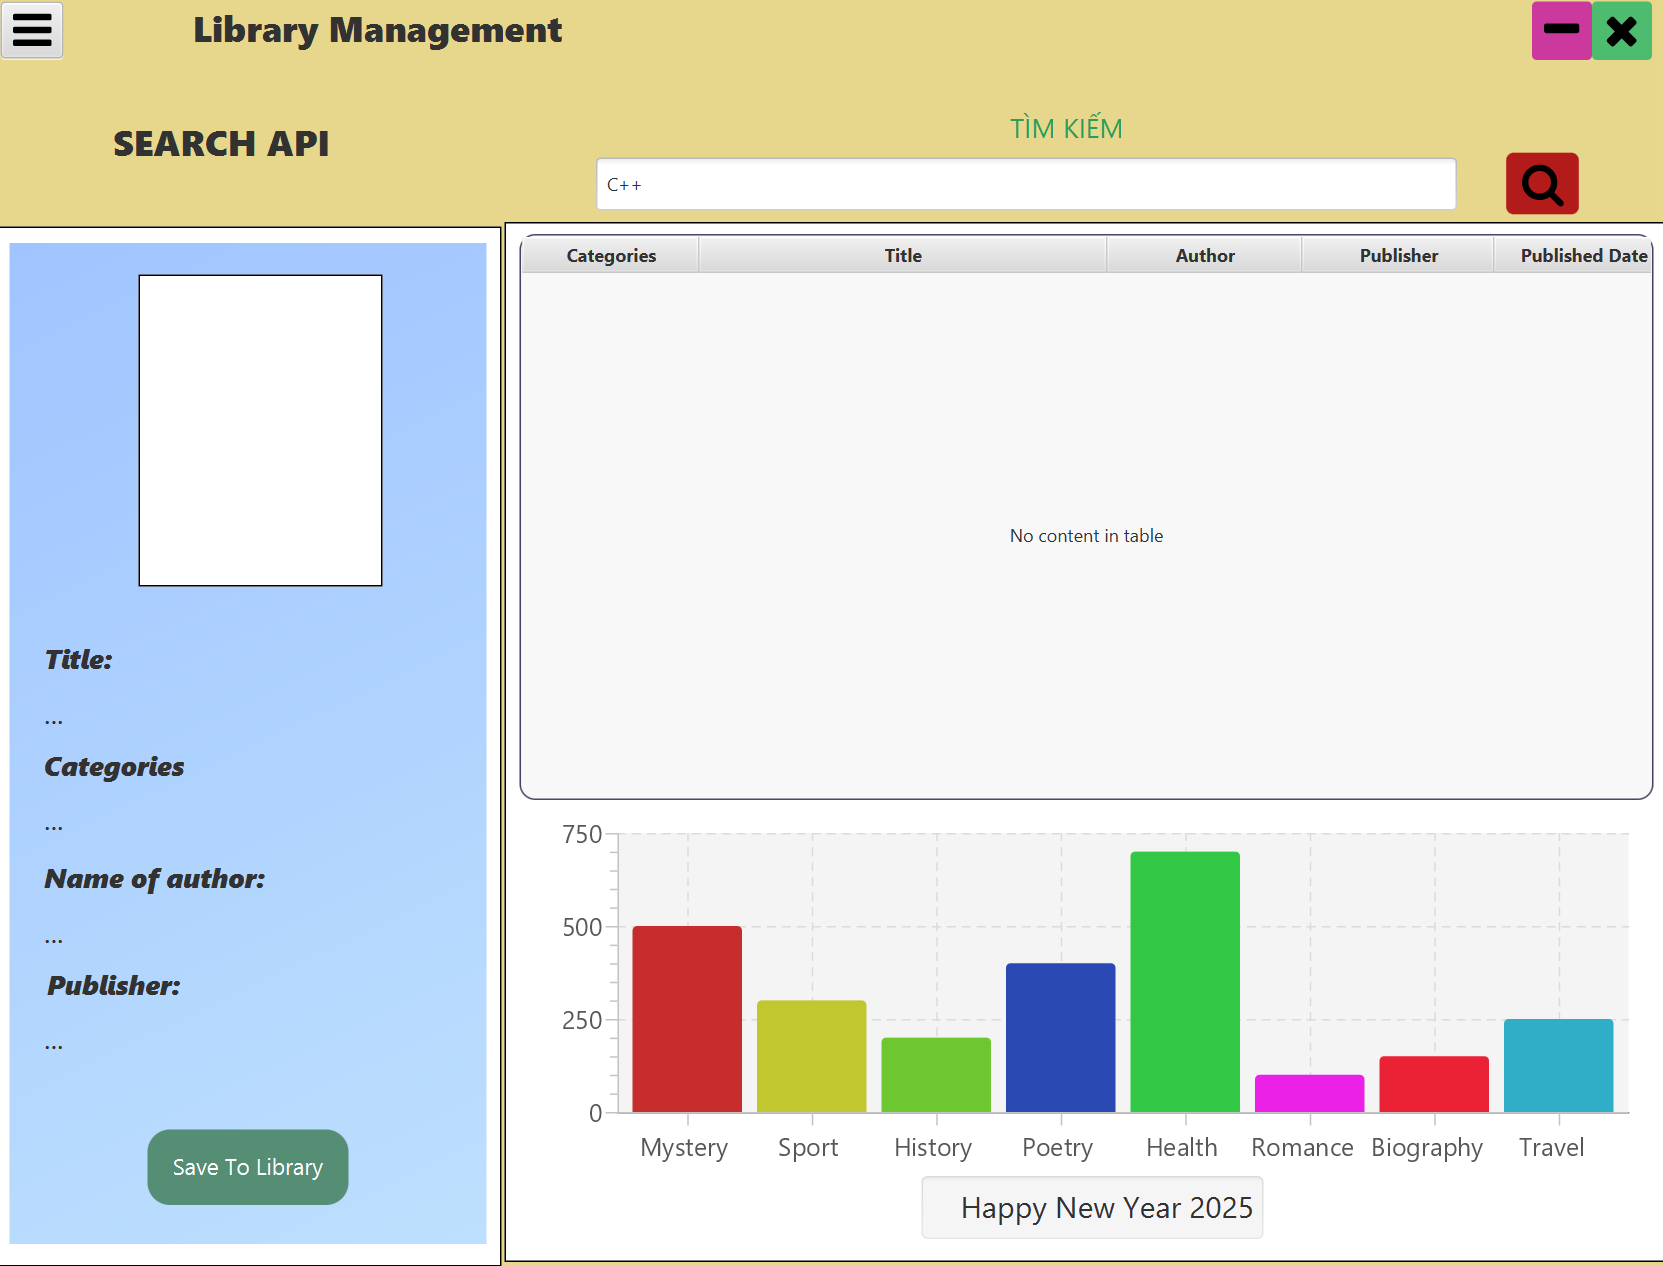 Library Management
SEARCH API
TÌM KIẾM
C++
Categories Title Author Publisher Published Date
No content in table
Title:
...
Categories
...
Name of author:
...
Publisher:
...
Save To Library
750
500
250
0
Mystery Sport History Poetry Health Romance Biography Travel
Happy New Year 2025